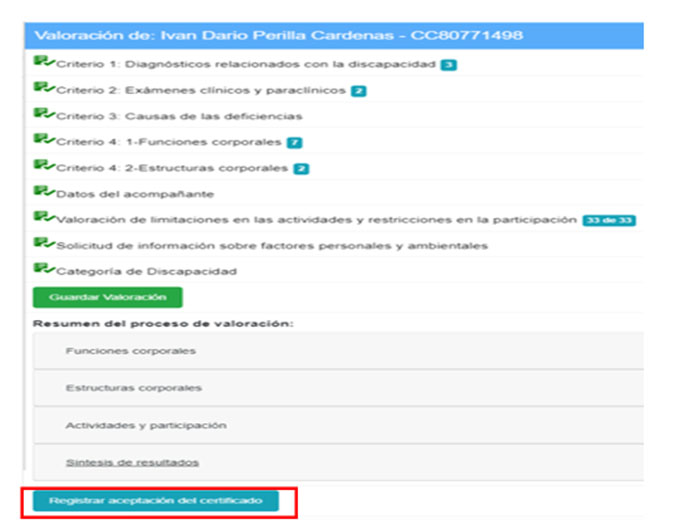 Valoración de: Ivan Dario Perilla Cardenas - CC80771498
Criterio 1: Diagnósticos relacionados con la discapacidad 3
Criterio 2: Exámenes clínicos y paraclínicos 2
Criterio 3: Causas de las deficiencias
Criterio 4: 1-Funciones corporales 7
Criterio 4: 2-Estructuras corporales 2
Datos del acompañante
Valoración de limitaciones en las actividades y restricciones en la participación 33 de 33
Solicitud de información sobre factores personales y ambientales
Categoría de Discapacidad
Guardar Valoración
Resumen del proceso de valoración:
Funciones corporales
Estructuras corporales
Actividades y participación
Síntesis de resultados
Registrar aceptación del certificado